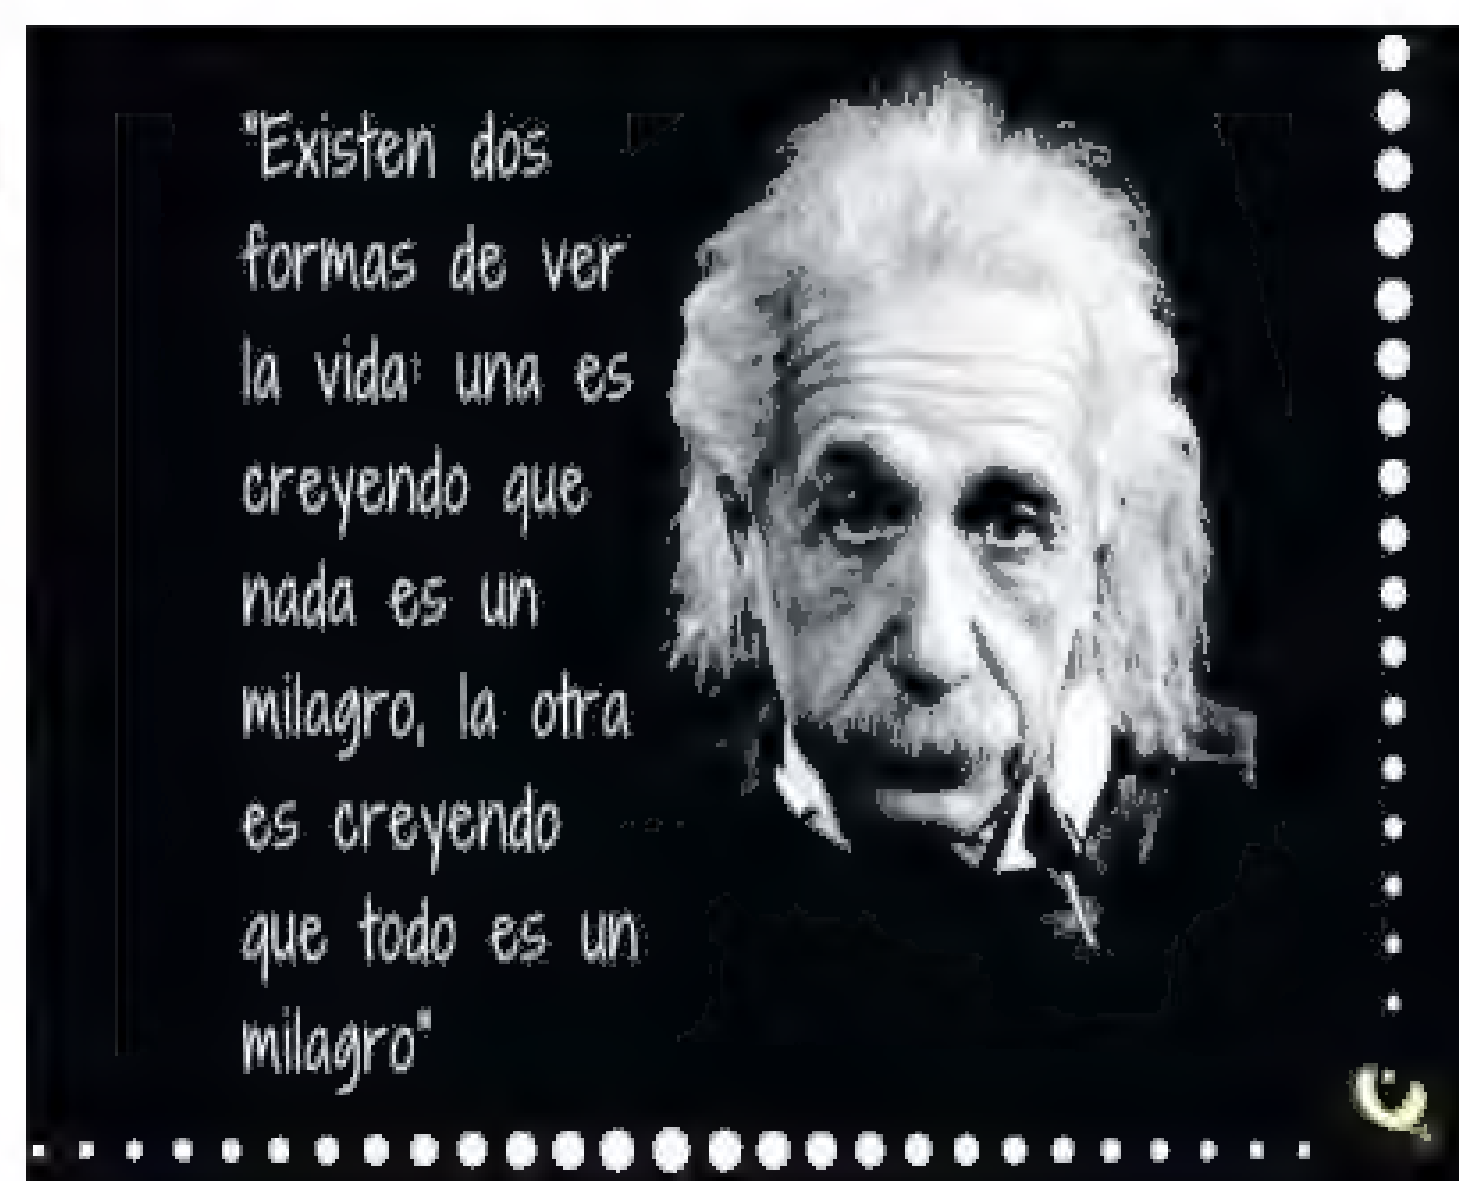 "Existen dos
formas de ver
la vida: una es
creyendo que
nada es un
milagro, la otra
es creyendo
que todo es un
milagro"